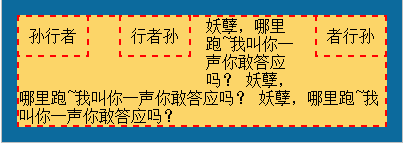 孙行者
行者孙
者行孙
妖孽，哪里
跑~我叫你一
声你敢答应
吗？ 妖孽，
哪里跑~我叫你一声你敢答应吗？ 妖孽，哪里跑~我
叫你一声你敢答应吗？